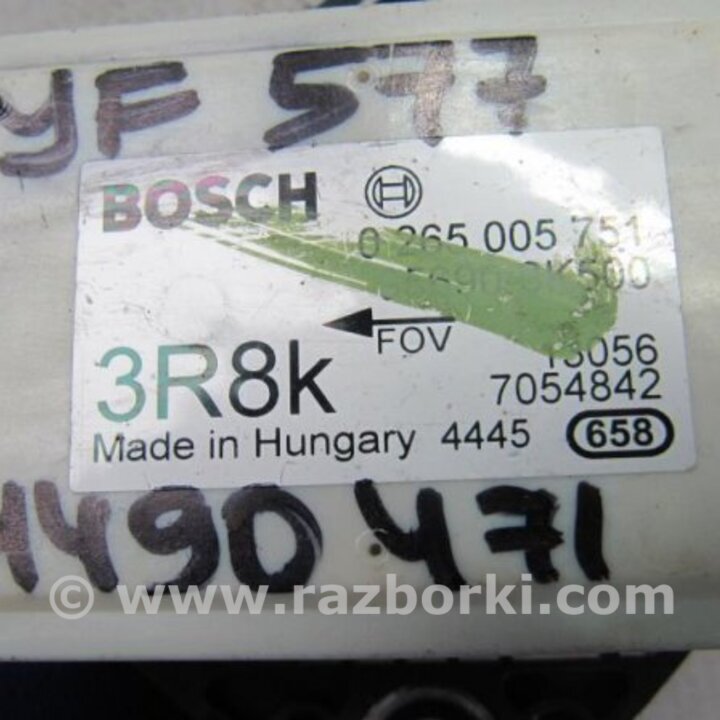 YF 577
BOSCH
0 265 005 751
FOV
3R8k
7054842
Made in Hungary 4445 658
1490 471
© www.razborki.com